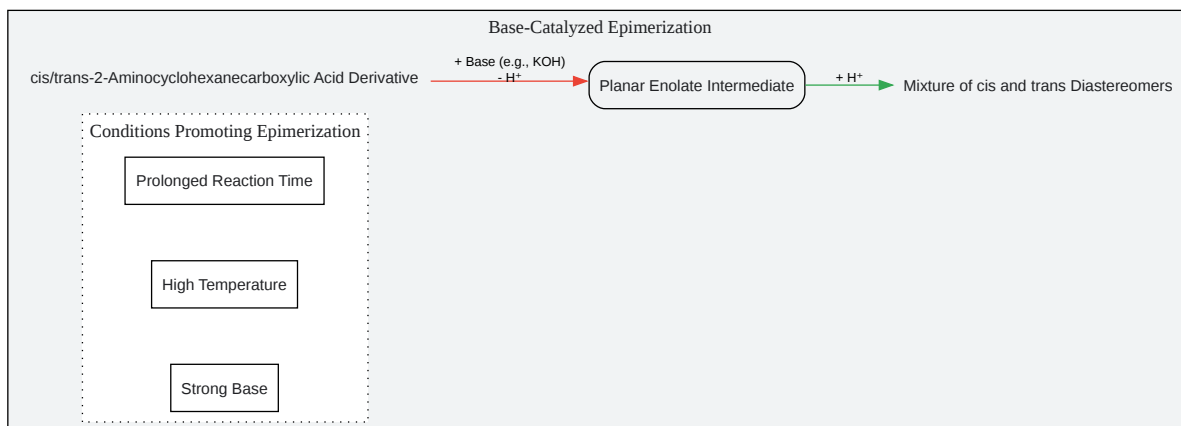 Base-Catalyzed Epimerization
cis/trans-2-Aminocyclohexanecarboxylic Acid Derivative
+ Base (e.g., KOH)
- H⁺
Planar Enolate Intermediate
+ H⁺
Mixture of cis and trans Diastereomers
Conditions Promoting Epimerization
Prolonged Reaction Time
High Temperature
Strong Base